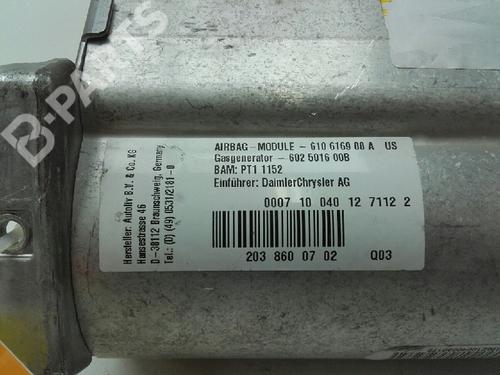 B-PARTS
AIRBAG-MODULE - 610 6169 00 A US
Gasgenerator - 602 5016 00B
BAM: PT1 1152
Einführer: DaimlerChrysler AG
0007 10 040 12 7112 2
203 860 07 02 Q03
Hersteller: Autoliv B.V. & Co. KG
Hansestrasse 46
D-38112 Braunschweig, Germany
Tel.: (0) (49) 0531/2181-0